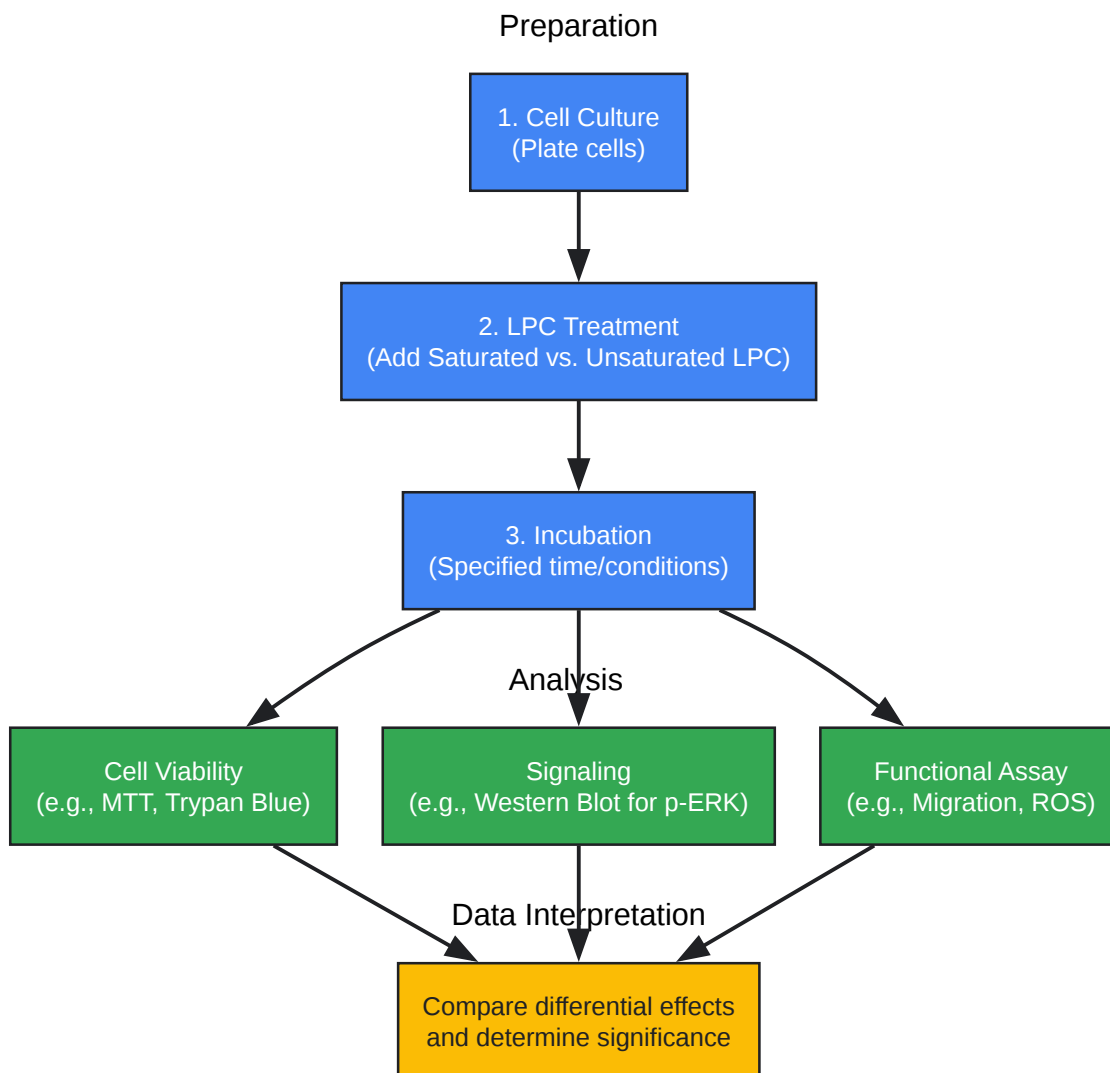 Preparation
1. Cell Culture
(Plate cells)
2. LPC Treatment
(Add Saturated vs. Unsaturated LPC)
3. Incubation
(Specified time/conditions)
Analysis
Cell Viability
(e.g., MTT, Trypan Blue)
Signaling
(e.g., Western Blot for p-ERK)
Functional Assay
(e.g., Migration, ROS)
Data Interpretation
Compare differential effects
and determine significance